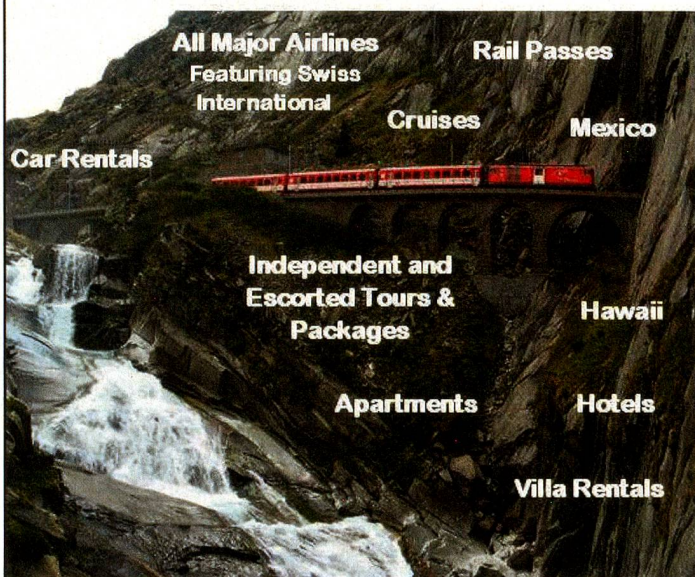 All Major Airlines
Featuring Swiss
International
Rail Passes
Cruises
Mexico
Car Rentals
Independent and
Escorted Tours &
Packages
Hawaii
Apartments
Hotels
Villa Rentals